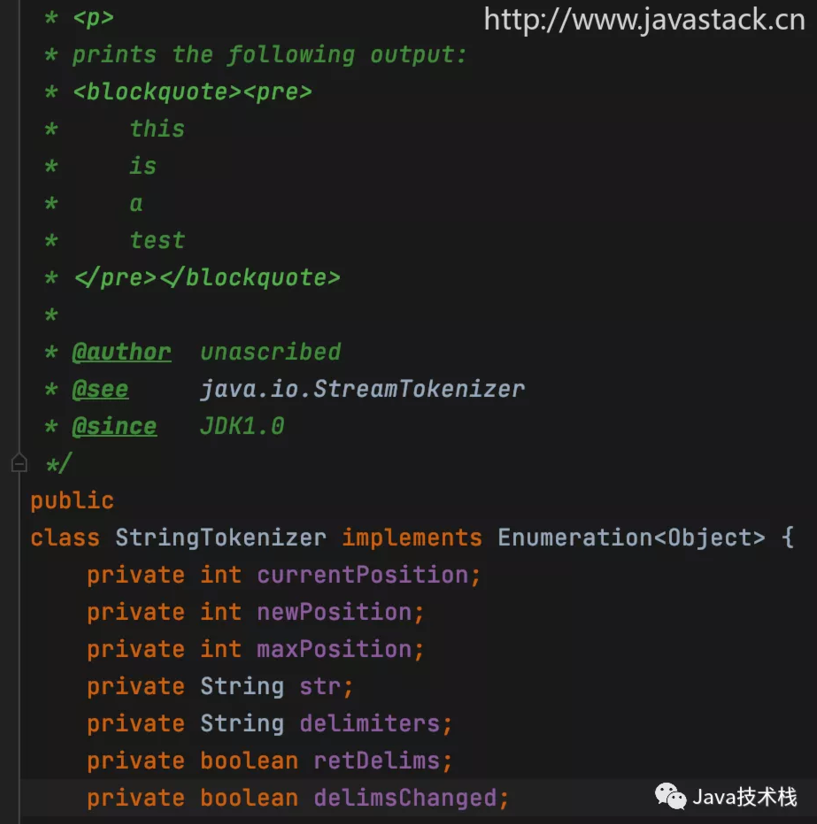 http://www.javastack.cn
* <p>
* prints the following output:
* <blockquote><pre>
*     this
*     is
*     a
*     test
* </pre></blockquote>
*
* @author  unascribed
* @see     java.io.StreamTokenizer
* @since   JDK1.0
*/
public
class StringTokenizer implements Enumeration<Object> {
    private int currentPosition;
    private int newPosition;
    private int maxPosition;
    private String str;
    private String delimiters;
    private boolean retDelims;
    private boolean delimsChanged;
Java技术栈